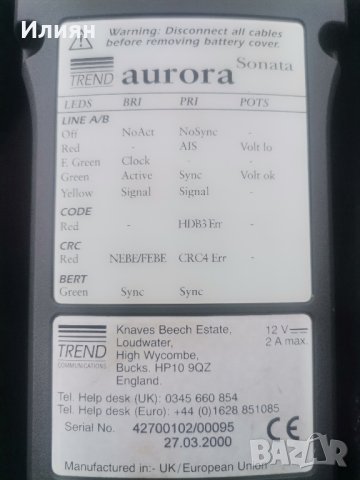 Илиян
Warning: Disconnect all cables
before removing battery cover.
TREND aurora Sonata
LEDS BRI PRI POTS
LINE A/B
Off NoAct NoSync -
Red - AIS Volt lo
F. Green Clock - -
Green Active Sync Volt ok
Yellow Signal Signal -
CODE
Red - HDB3 Err -
CRC
Red NEBE/FEBE CRC4 Err -
BERT
Green Sync Sync -
TREND
COMMUNICATIONS
Knaves Beech Estate,
Loudwater,
High Wycombe,
Bucks. HP10 9QZ
England.
12 V
2 A max.
Tel. Help desk (UK): 0345 660 854
Tel. Help desk (Euro): +44 (0)1628 851085
Serial No. 42700102/00095
27.03.2000
CE
Manufactured in:- UK/European Union
bazar.bg